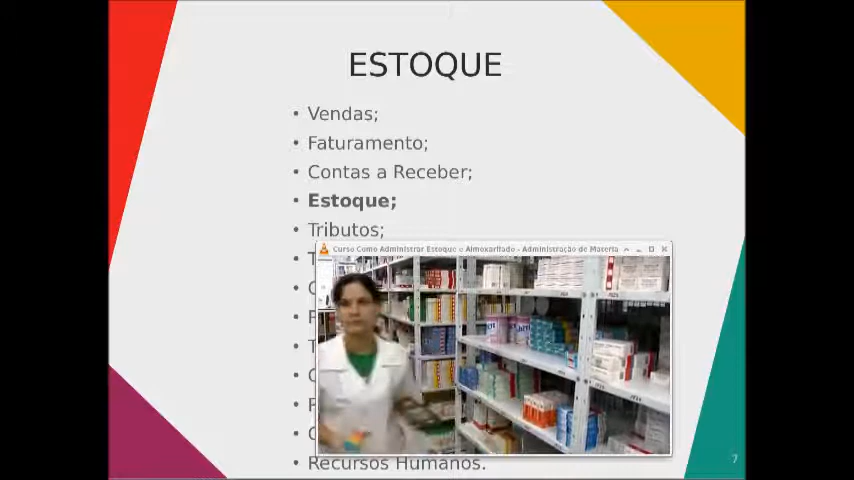 ESTOQUE
• Vendas;
• Faturamento;
• Contas a Receber;
• Estoque;
• Tributos;
Curso Como Administrar Estoque e Almoxarifado - Administração de Materia
• T
• C
• F
• T
• C
• F
• C
• Recursos Humanos.
7